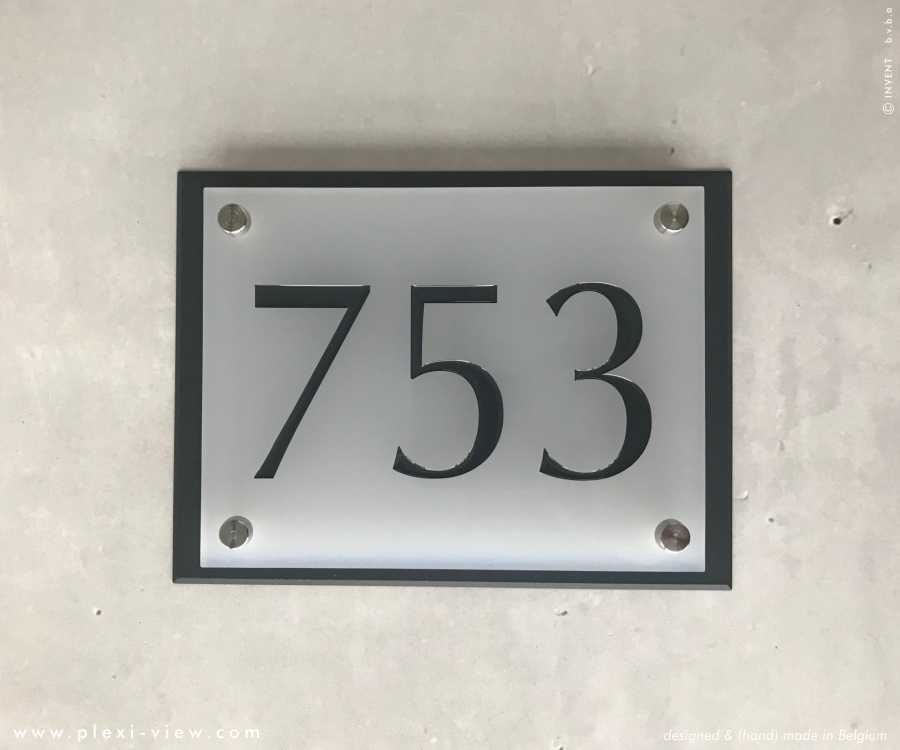 © INVENT b.v.b.a
753
www.plexi-view.com
designed & (hand) made in Belgium